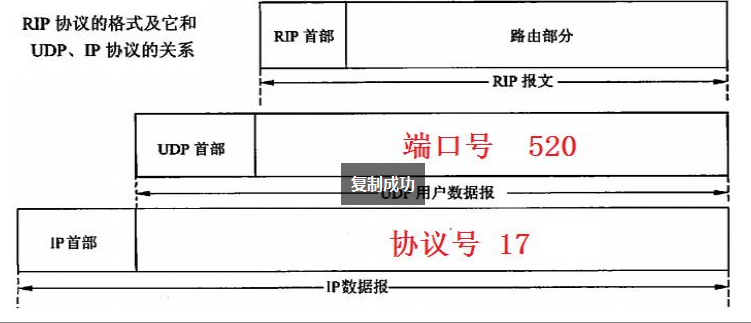 RIP 协议的格式及它和
UDP、IP 协议的关系
RIP 首部
路由部分
RIP 报文
UDP 首部
端口号 520
复制成功
UDP 用户数据报
IP首部
协议号 17
IP数据报